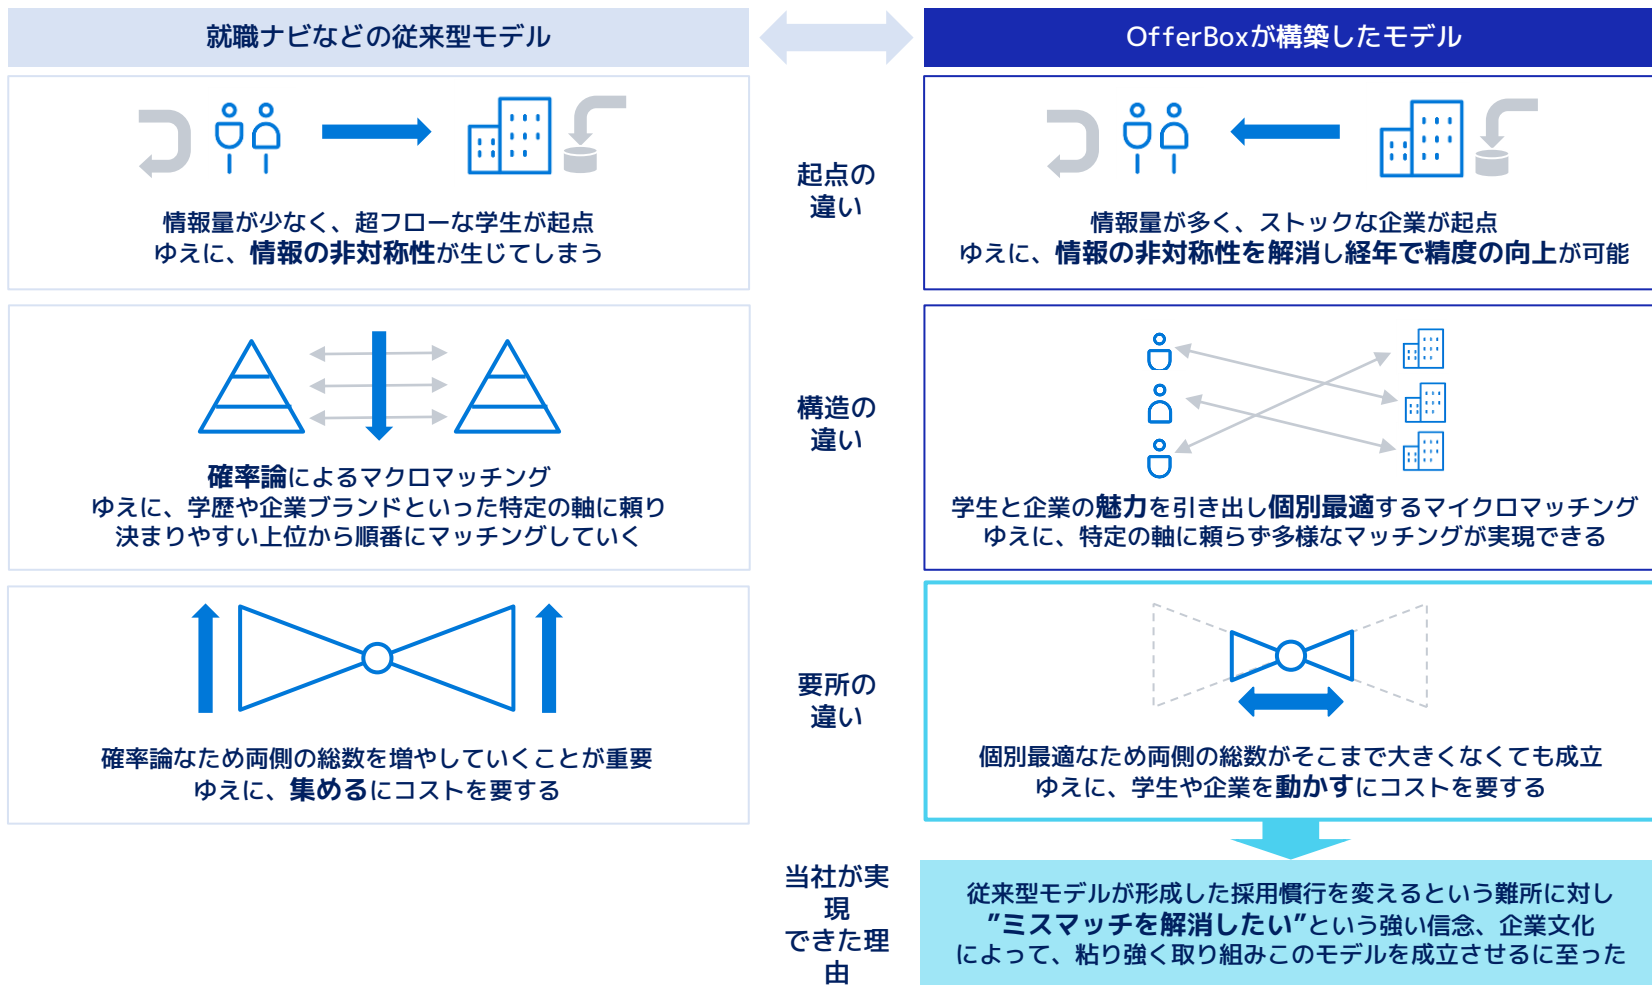 就職ナビなどの従来型モデル
OfferBoxが構築したモデル
情報量が少なく、超フローな学生が起点
ゆえに、情報の非対称性が生じてしまう
起点の
違い
情報量が多く、ストックな企業が起点
ゆえに、情報の非対称性を解消し経年で精度の向上が可能
確率論によるマクロマッチング
ゆえに、学歴や企業ブランドといった特定の軸に頼り
決まりやすい上位から順番にマッチングしていく
構造の
違い
学生と企業の魅力を引き出し個別最適するマイクロマッチング
ゆえに、特定の軸に頼らず多様なマッチングが実現できる
確率論なため両側の総数を増やしていくことが重要
ゆえに、集めるにコストを要する
要所の
違い
個別最適なため両側の総数がそこまで大きくなくても成立
ゆえに、学生や企業を動かすにコストを要する
当社が実
現
できた理
由
従来型モデルが形成した採用慣行を変えるという難所に対し
”ミスマッチを解消したい”という強い信念、企業文化
によって、粘り強く取り組みこのモデルを成立させるに至った